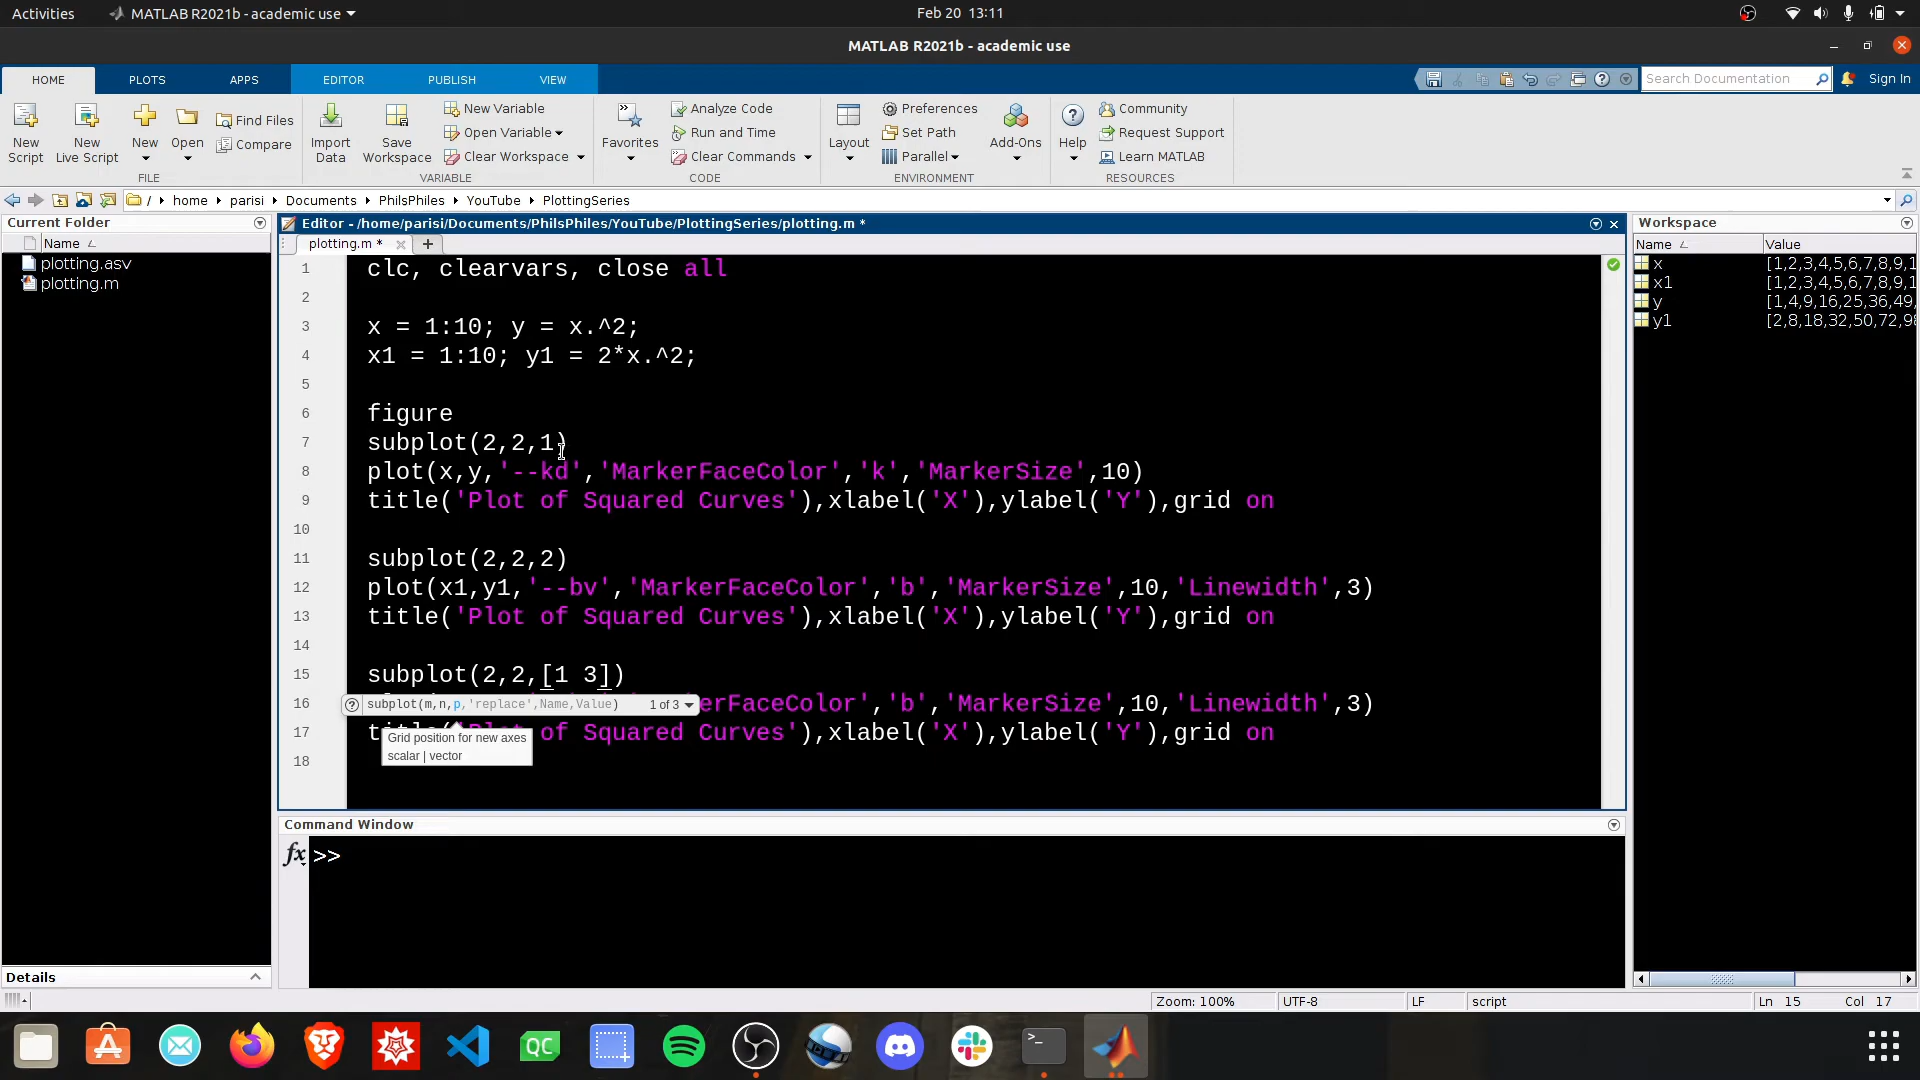 Activities
MATLAB R2021b - academic use
Feb 20 13:11
MATLAB R2021b - academic use
HOME
PLOTS
APPS
EDITOR
PUBLISH
VIEW
Search Documentation
Sign In
New Script
New Live Script
New
Open
Find Files
Compare
FILE
Import Data
Save Workspace
New Variable
Open Variable
Clear Workspace
VARIABLE
Favorites
Analyze Code
Run and Time
Clear Commands
CODE
Layout
Preferences
Set Path
Parallel
Add-Ons
ENVIRONMENT
Help
Community
Request Support
Learn MATLAB
RESOURCES
/ home parisi Documents PhilsPhiles YouTube PlottingSeries
Current Folder
Name
plotting.asv
plotting.m
Details
Editor - /home/parisi/Documents/PhilsPhiles/YouTube/PlottingSeries/plotting.m *
plotting.m *
1 clc, clearvars, close all
2
3 x = 1:10; y = x.^2;
4 x1 = 1:10; y1 = 2*x.^2;
5
6 figure
7 subplot(2,2,1)
8 plot(x,y,'--kd','MarkerFaceColor','k','MarkerSize',10)
9 title('Plot of Squared Curves'),xlabel('X'),ylabel('Y'),grid on
10
11 subplot(2,2,2)
12 plot(x1,y1,'--bv','MarkerFaceColor','b','MarkerSize',10,'Linewidth',3)
13 title('Plot of Squared Curves'),xlabel('X'),ylabel('Y'),grid on
14
15 subplot(2,2,[1 3])
16 rFaceColor','b','MarkerSize',10,'Linewidth',3)
subplot(m,n,p,'replace',Name,Value) 1 of 3
17 of Squared Curves'),xlabel('X'),ylabel('Y'),grid on
Grid position for new axes
scalar | vector
18
Command Window
fx >>
Workspace
Name Value
x [1,2,3,4,5,6,7,8,9,1
x1 [1,2,3,4,5,6,7,8,9,1
y [1,4,9,16,25,36,49,
y1 [2,8,18,32,50,72,98
Zoom: 100% UTF-8 LF script Ln 15 Col 17
QC
>_